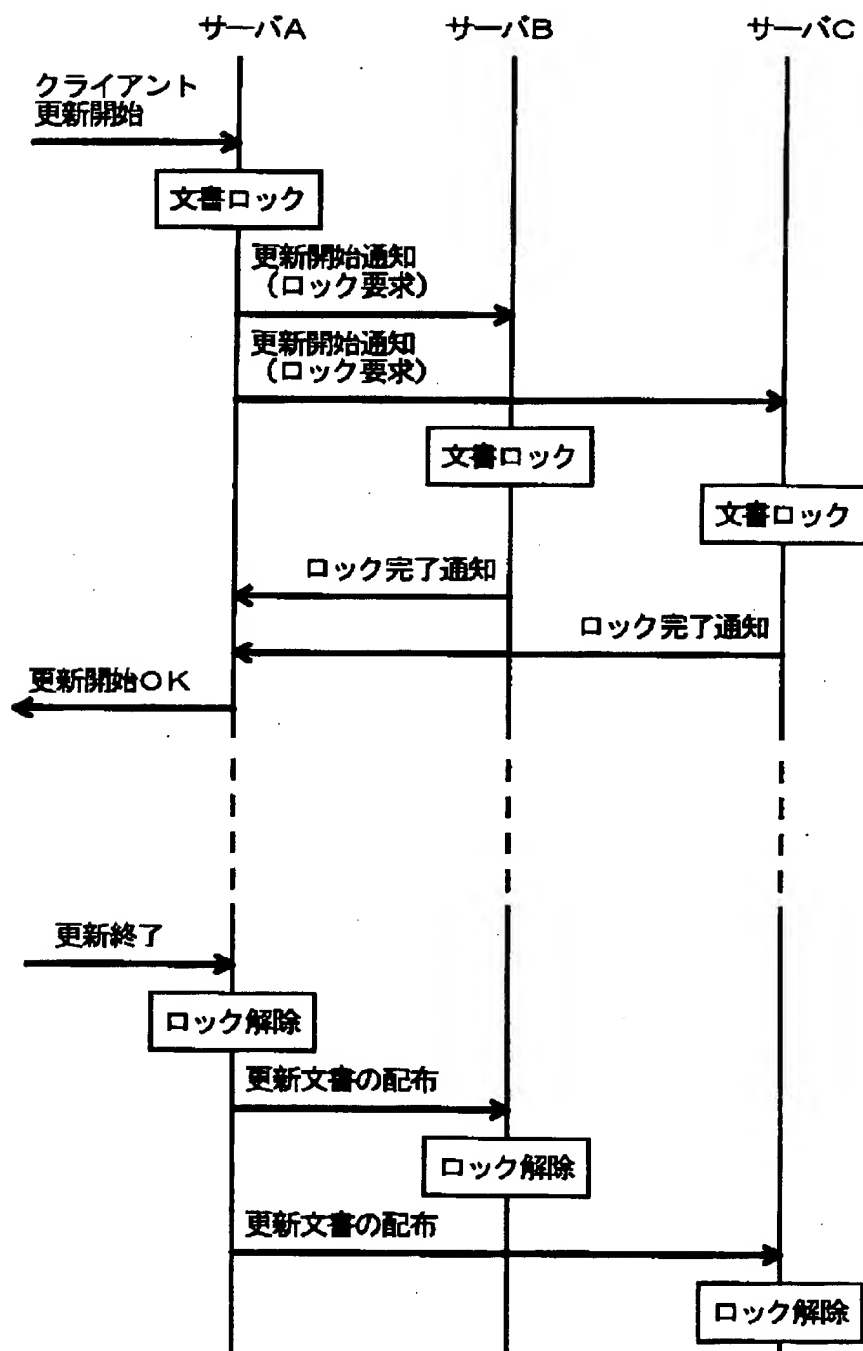 サーバA
サーバB
サーバC
クライアント
更新開始
文書ロック
更新開始通知
(ロック要求)
更新開始通知
(ロック要求)
文書ロック
文書ロック
ロック完了通知
ロック完了通知
更新開始OK
更新終了
ロック解除
更新文書の配布
ロック解除
更新文書の配布
ロック解除